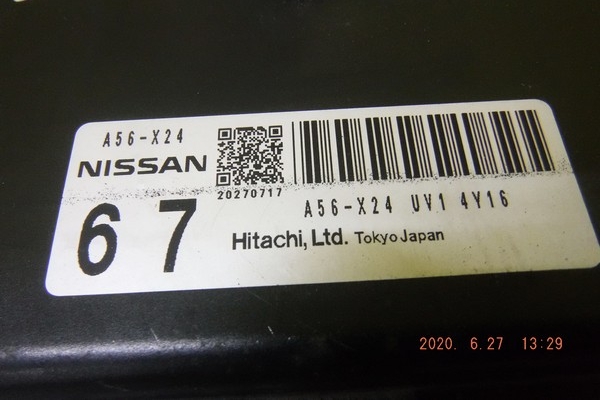 A56-X24
NISSAN
20270717
67
A56-X24 UV1 4Y16
Hitachi, Ltd. Tokyo Japan
2020. 6.27 13:29